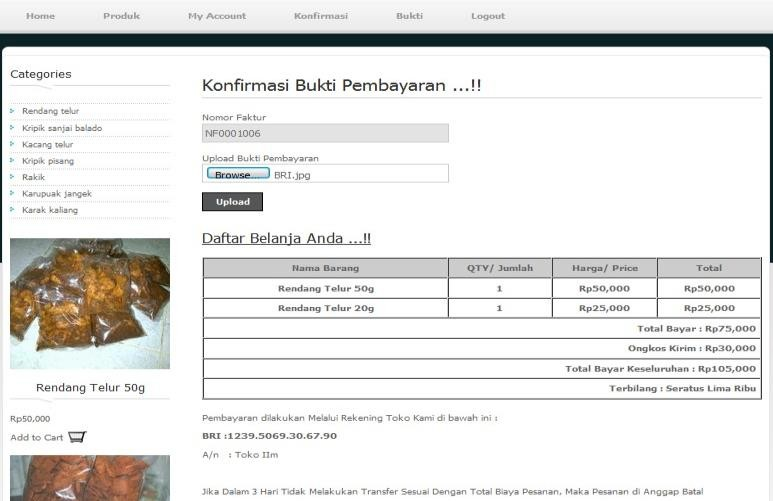 Home Produk My Account Konfirmasi Bukti Logout
Categories
Rendang telur
Kripik sanjai balado
Kacang telur
Kripik pisang
Rakik
Karupuak jangek
Karak kaliang
Rendang Telur 50g
Rp50,000
Add to Cart
Konfirmasi Bukti Pembayaran ...!!
Nomor Faktur
NF0001006
Upload Bukti Pembayaran
Browse... BRI.jpg
Upload
Daftar Belanja Anda ...!!
Nama Barang QTY/ Jumlah Harga/ Price Total
Rendang Telur 50g 1 Rp50,000 Rp50,000
Rendang Telur 20g 1 Rp25,000 Rp25,000
Total Bayar : Rp75,000
Ongkos Kirim : Rp30,000
Total Bayar Keseluruhan : Rp105,000
Terbilang : Seratus Lima Ribu
Pembayaran dilakukan Melalui Rekening Toko Kami di bawah ini :
BRI :1239.5069.30.67.90
A/n : Toko IIm
Jika Dalam 3 Hari Tidak Melakukan Transfer Sesuai Dengan Total Biaya Pesanan, Maka Pesanan di Anggap Batal